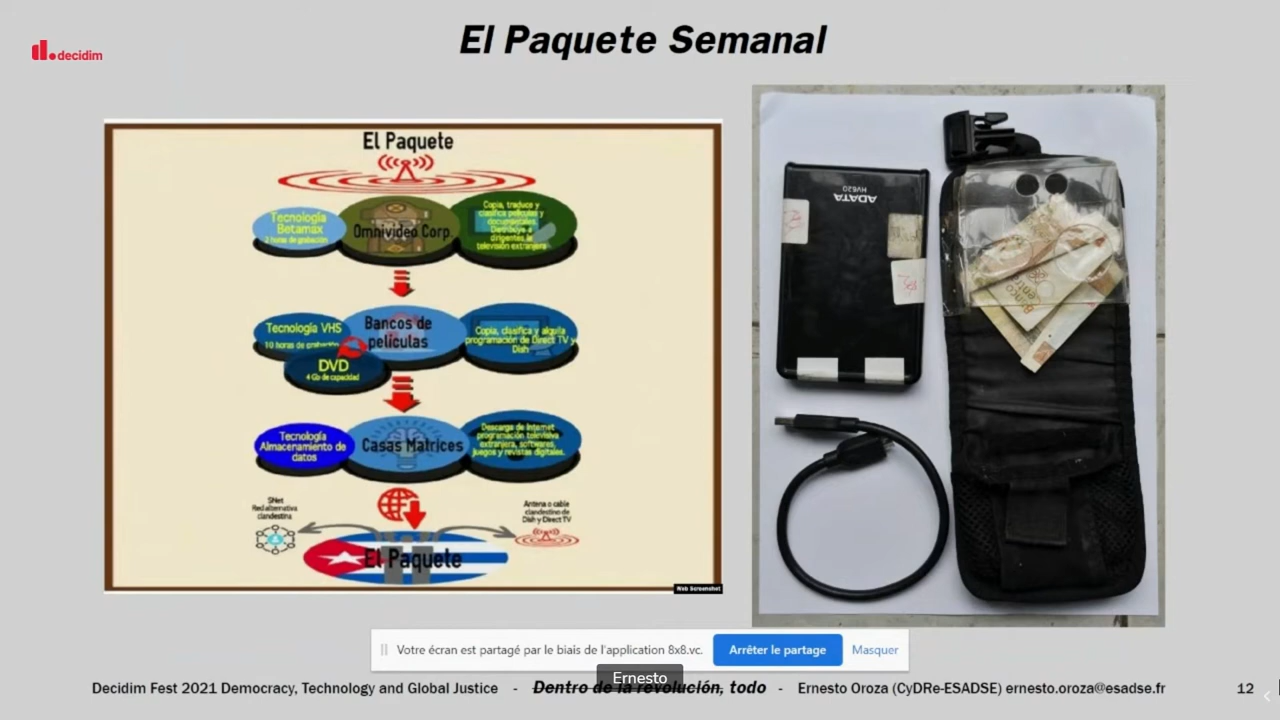 El Paquete Semanal
decidim
El Paquete
Tecnología
Betamax
2 horas de grabación
Omnivideo Corp.
Copia, traduce y
clasifica películas y
documentales.
Distribuye a
dirigentes la
televisión extranjera
Tecnología VHS
10 horas de grabación
DVD
4 Gb de capacidad
Bancos de
películas
Copia, clasifica y alquila
programación de Direct TV y
Dish
Tecnología
Almacenamiento de
datos
Casas Matrices
Descarga de Internet
programación televisiva
extranjera, softwares,
juegos y revistas digitales.
SNet
Red alternativa
clandestina
Antena o cable
clandestino de
Dish y Direct TV
El Paquete
Web Screenshot
ADATA
HV620
Banco
Votre écran est partagé par le biais de l'application 8x8.vc.
Arrêter le partage
Masquer
Ernesto
Decidim Fest 2021 Democracy, Technology and Global Justice - Dentro de la revolución, todo - Ernesto Oroza (CyDRe-ESADSE) ernesto.oroza@esadse.fr
12